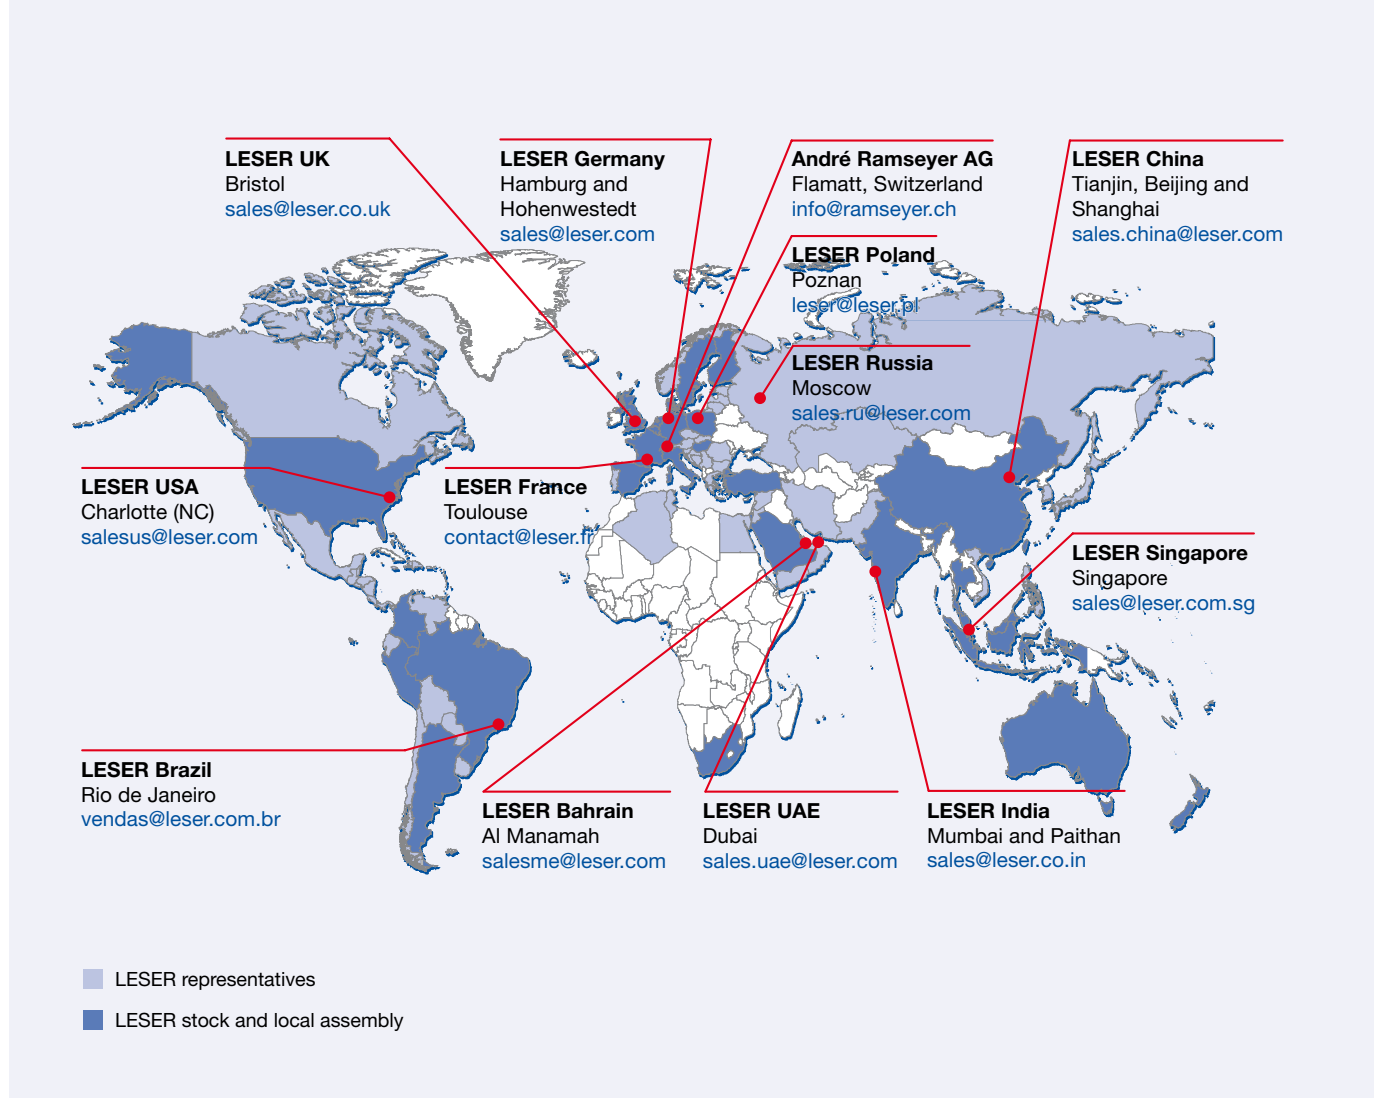 LESER UK
Bristol
sales@leser.co.uk
LESER Germany
Hamburg and
Hohenwestedt
sales@leser.com
André Ramseyer AG
Flamatt, Switzerland
info@ramseyer.ch
LESER China
Tianjin, Beijing and
Shanghai
sales.china@leser.com
LESER Poland
Poznan
leser@leser.pl
LESER Russia
Moscow
sales.ru@leser.com
LESER USA
Charlotte (NC)
salesus@leser.com
LESER France
Toulouse
contact@leser.fr
LESER Singapore
Singapore
sales@leser.com.sg
LESER Brazil
Rio de Janeiro
vendas@leser.com.br
LESER Bahrain
Al Manamah
salesme@leser.com
LESER UAE
Dubai
sales.uae@leser.com
LESER India
Mumbai and Paithan
sales@leser.co.in
LESER representatives
LESER stock and local assembly